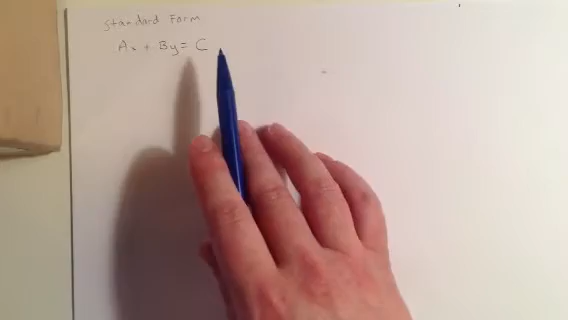 standard Form
Ax + By = C